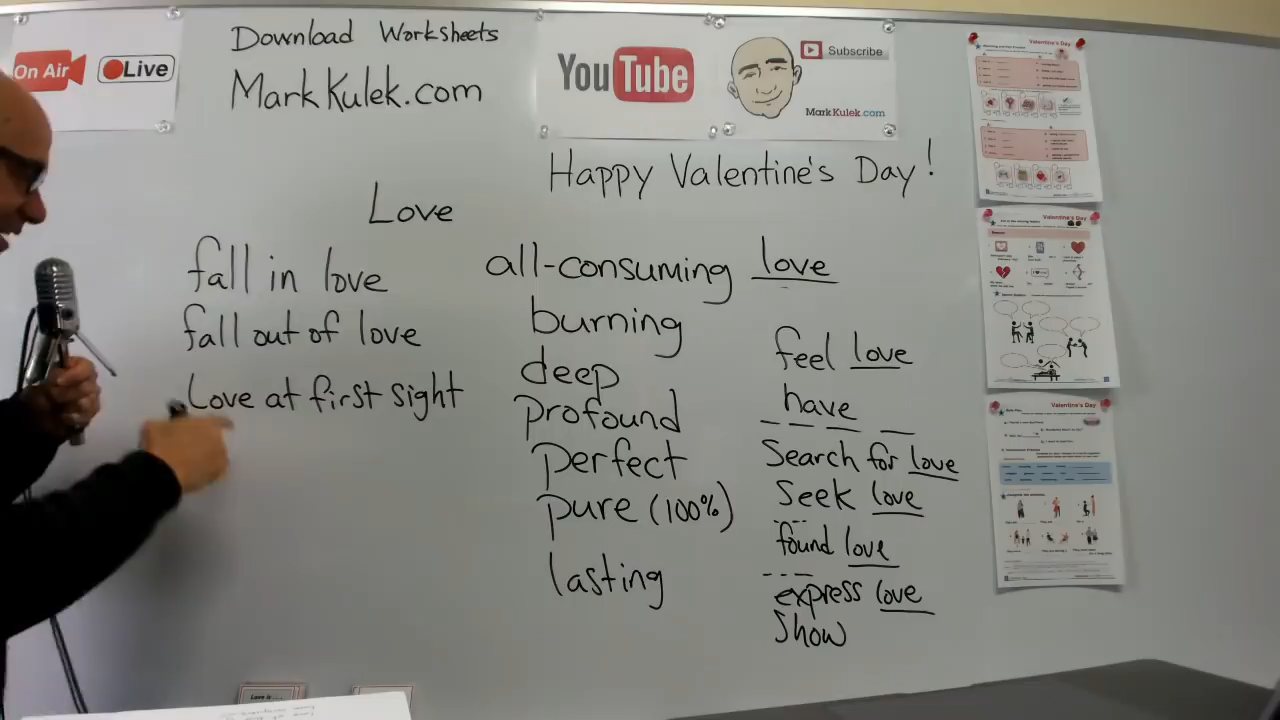 On Air
Live
Download Worksheets
MarkKulek.com
YouTube
Subscribe
MarkKulek.com
Happy Valentine's Day!
Love
fall in love
fall out of love
Love at first sight
all-consuming love
burning
deep
profound
perfect
pure (100%)
lasting
feel love
have
Search for love
Seek love
found love
express love
Show
Valentine's Day
Valentine's Day
Valentine's Day
Love is